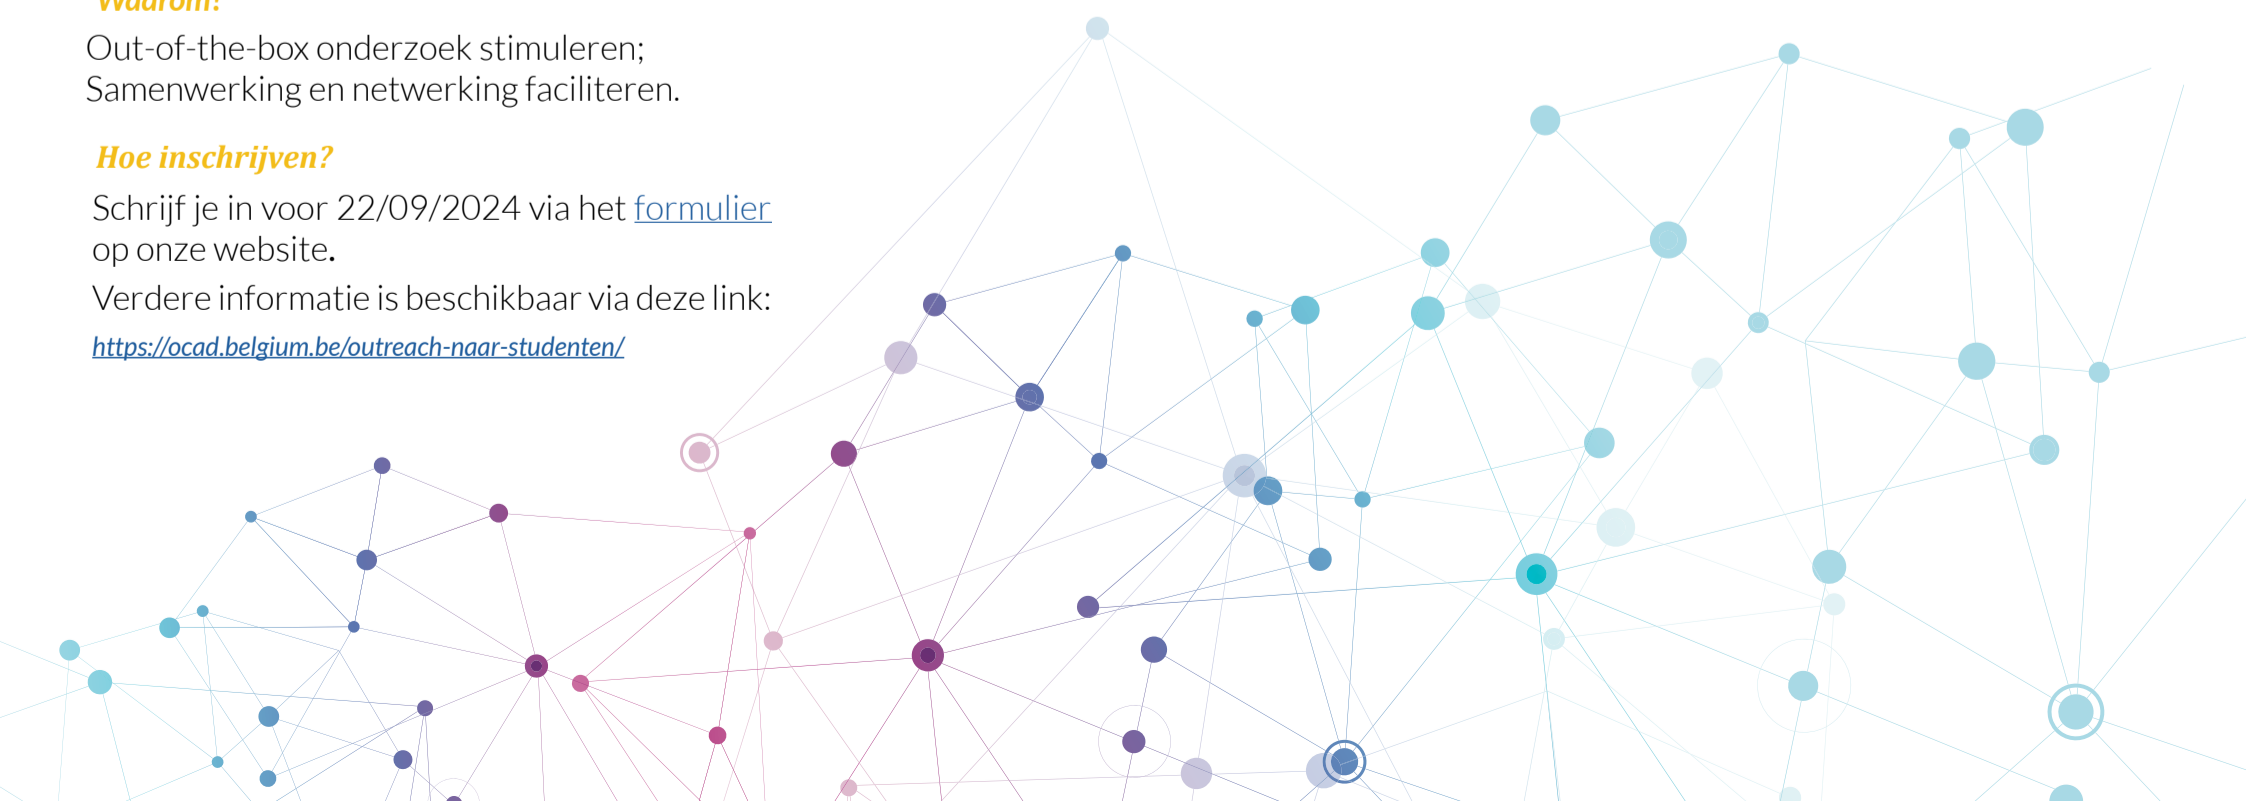 Waarom?
Out-of-the-box onderzoek stimuleren;
Samenwerking en netwerking faciliteren.
Hoe inschrijven?
Schrijf je in voor 22/09/2024 via het formulier
op onze website.
Verdere informatie is beschikbaar via deze link:
https://ocad.belgium.be/outreach-naar-studenten/